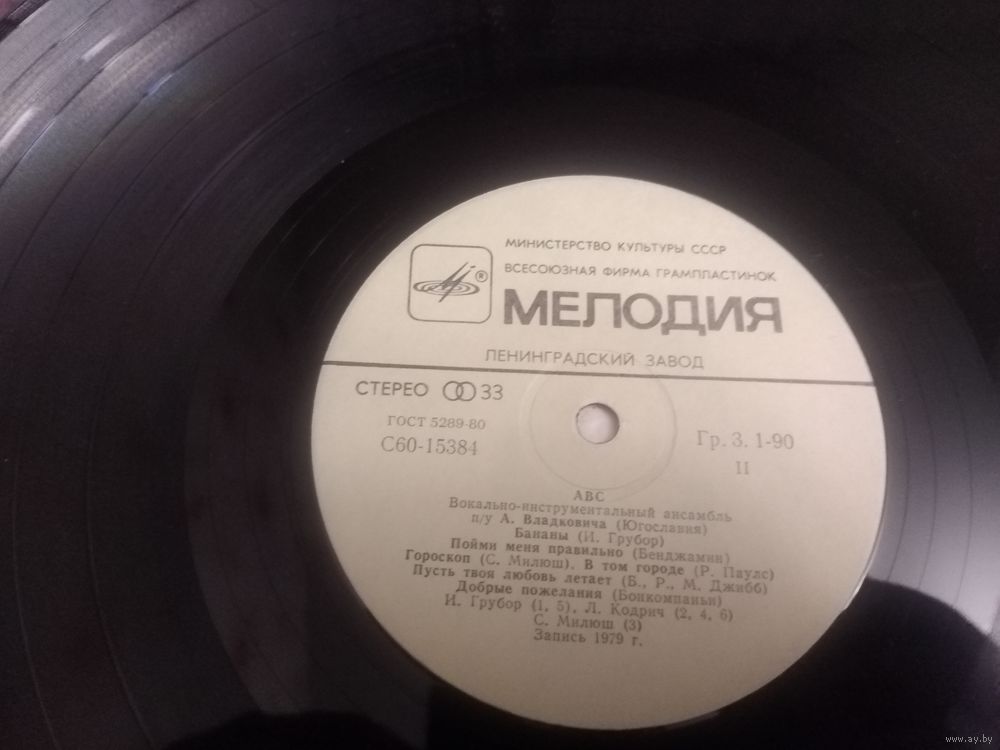 МИНИСТЕРСТВО КУЛЬТУРЫ СССР
ВСЕСОЮЗНАЯ ФИРМА ГРАМПЛАСТИНОК
®
МЕЛОДИЯ
ЛЕНИНГРАДСКИЙ ЗАВОД
СТЕРЕО 33
ГОСТ 5289-80
С60-15384
Гр. 3. 1-90
II
АВС
Вокально-инструментальный ансамбль
п/у А. Владковича (Югославия)
Бананы (И. Грубор)
Пойми меня правильно (Бенджамин)
Гороскоп (С. Милюш). В том городе (Р. Паулс)
Пусть твоя любовь летает (Б., Р., М. Джибб)
Добрые пожелания (Бонкомпаньи)
И. Грубор (1, 5), Л. Кодрич (2, 4, 6)
С. Милюш (3)
Запись 1979 г.
www.ay.by